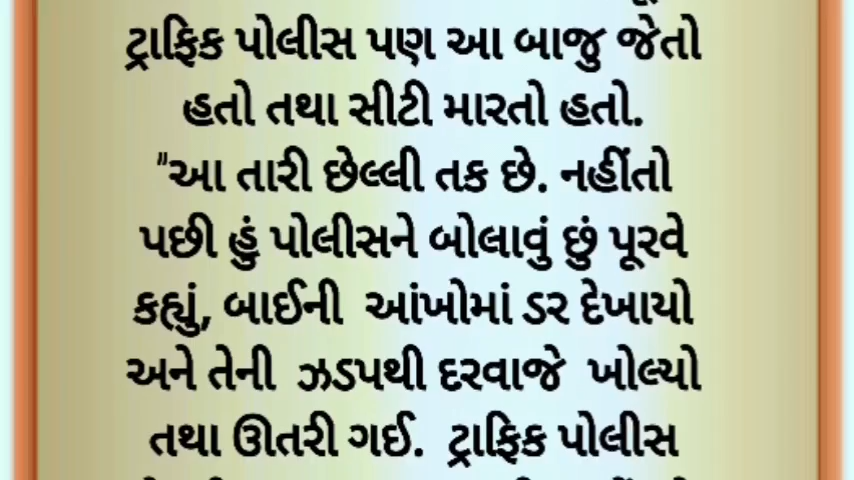 ટ્રાફિક પોલીસ પણ આ બાજુ જેતો
હતો તથા સીટી મારતો હતો.
"આ તારી છેલ્લી તક છે. નહીંતો
પછી હું પોલીસને બોલાવું છું પૂરવે
કહ્યું, બાઈની આંખોમાં ડર દેખાયો
અને તેની ઝડપથી દરવાજે ખોલ્યો
તથા ઊતરી ગઈ. ટ્રાફિક પોલીસ